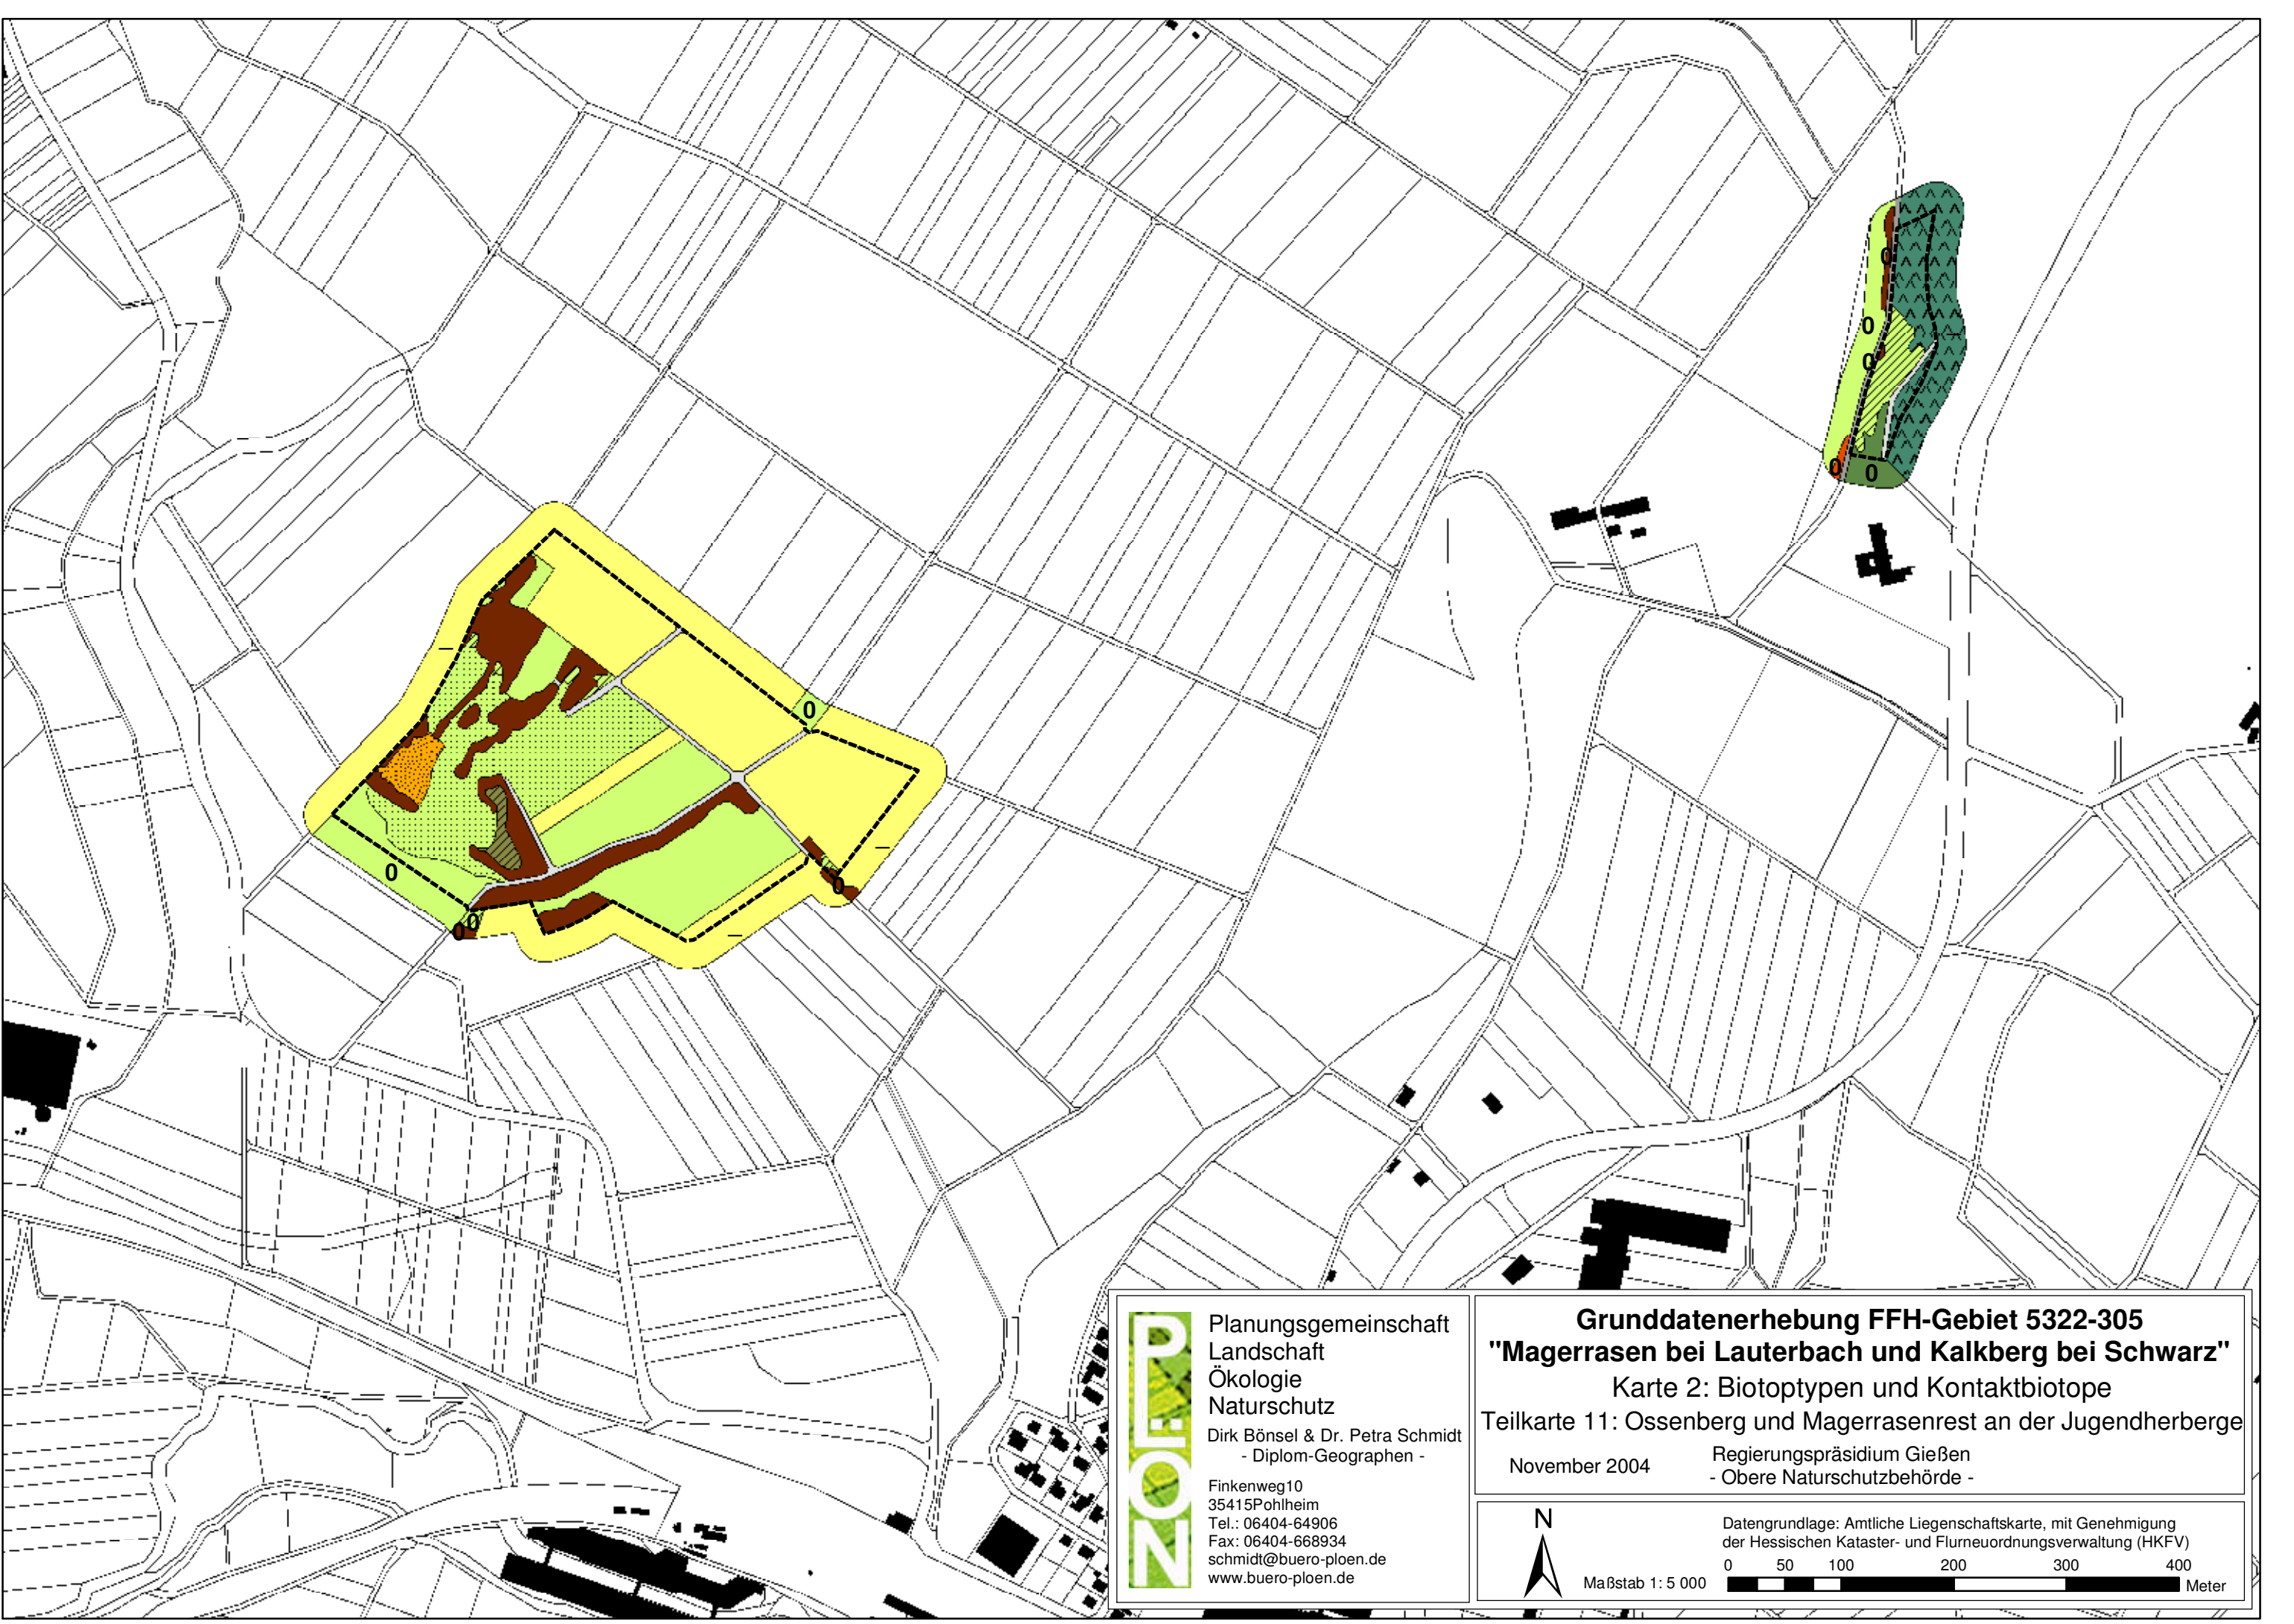 0
0
0
0
0
0
0
0
0
0
PLÖN
Planungsgemeinschaft
Landschaft
Ökologie
Naturschutz
Dirk Bönsel & Dr. Petra Schmidt
- Diplom-Geographen -
Finkenweg10
35415Pohlheim
Tel.: 06404-64906
Fax: 06404-668934
schmidt@buero-ploen.de
www.buero-ploen.de
Grunddatenerhebung FFH-Gebiet 5322-305
"Magerrasen bei Lauterbach und Kalkberg bei Schwarz"
Karte 2: Biotoptypen und Kontaktbiotope
Teilkarte 11: Ossenberg und Magerrasenrest an der Jugendherberge
November 2004
Regierungspräsidium Gießen
- Obere Naturschutzbehörde -
N
Datengrundlage: Amtliche Liegenschaftskarte, mit Genehmigung
der Hessischen Kataster- und Flurneuordnungsverwaltung (HKFV)
Maßstab 1: 5 000
0 50 100 200 300 400
Meter